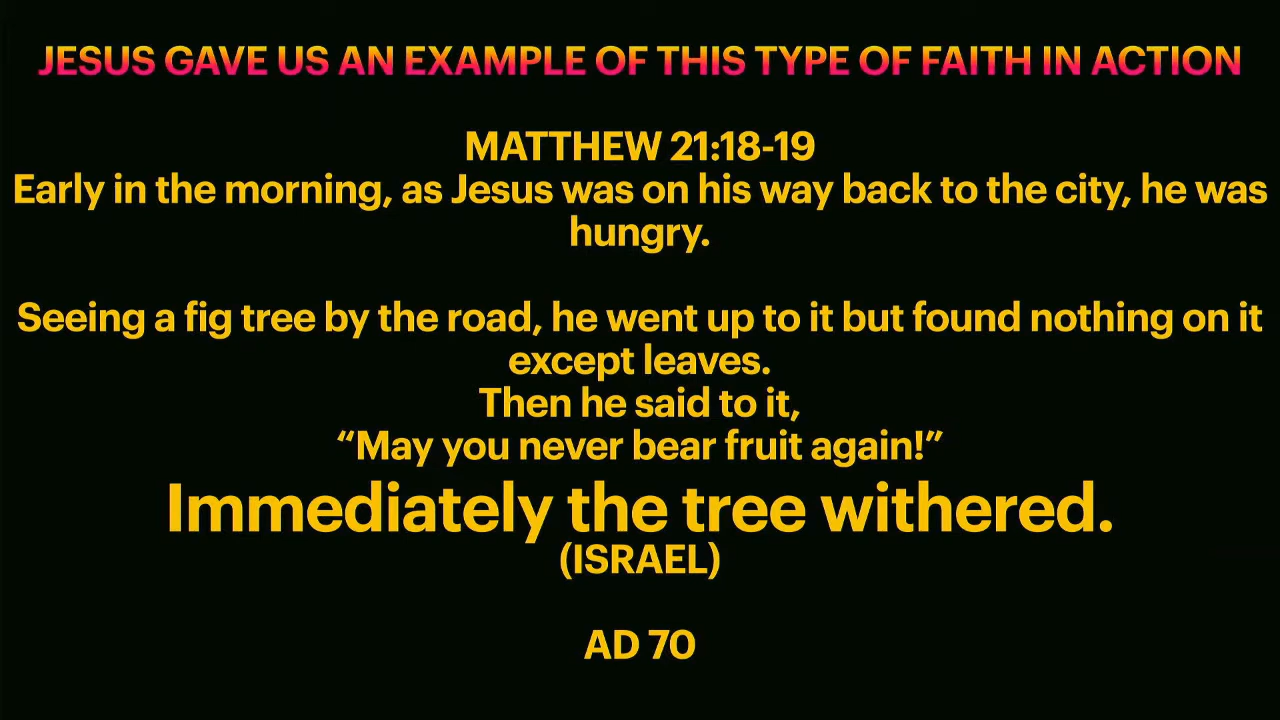 JESUS GAVE US AN EXAMPLE OF THIS TYPE OF FAITH IN ACTION
MATTHEW 21:18-19
Early in the morning, as Jesus was on his way back to the city, he was
hungry.
Seeing a fig tree by the road, he went up to it but found nothing on it
except leaves.
Then he said to it,
“May you never bear fruit again!”
Immediately the tree withered.
(ISRAEL)
AD 70